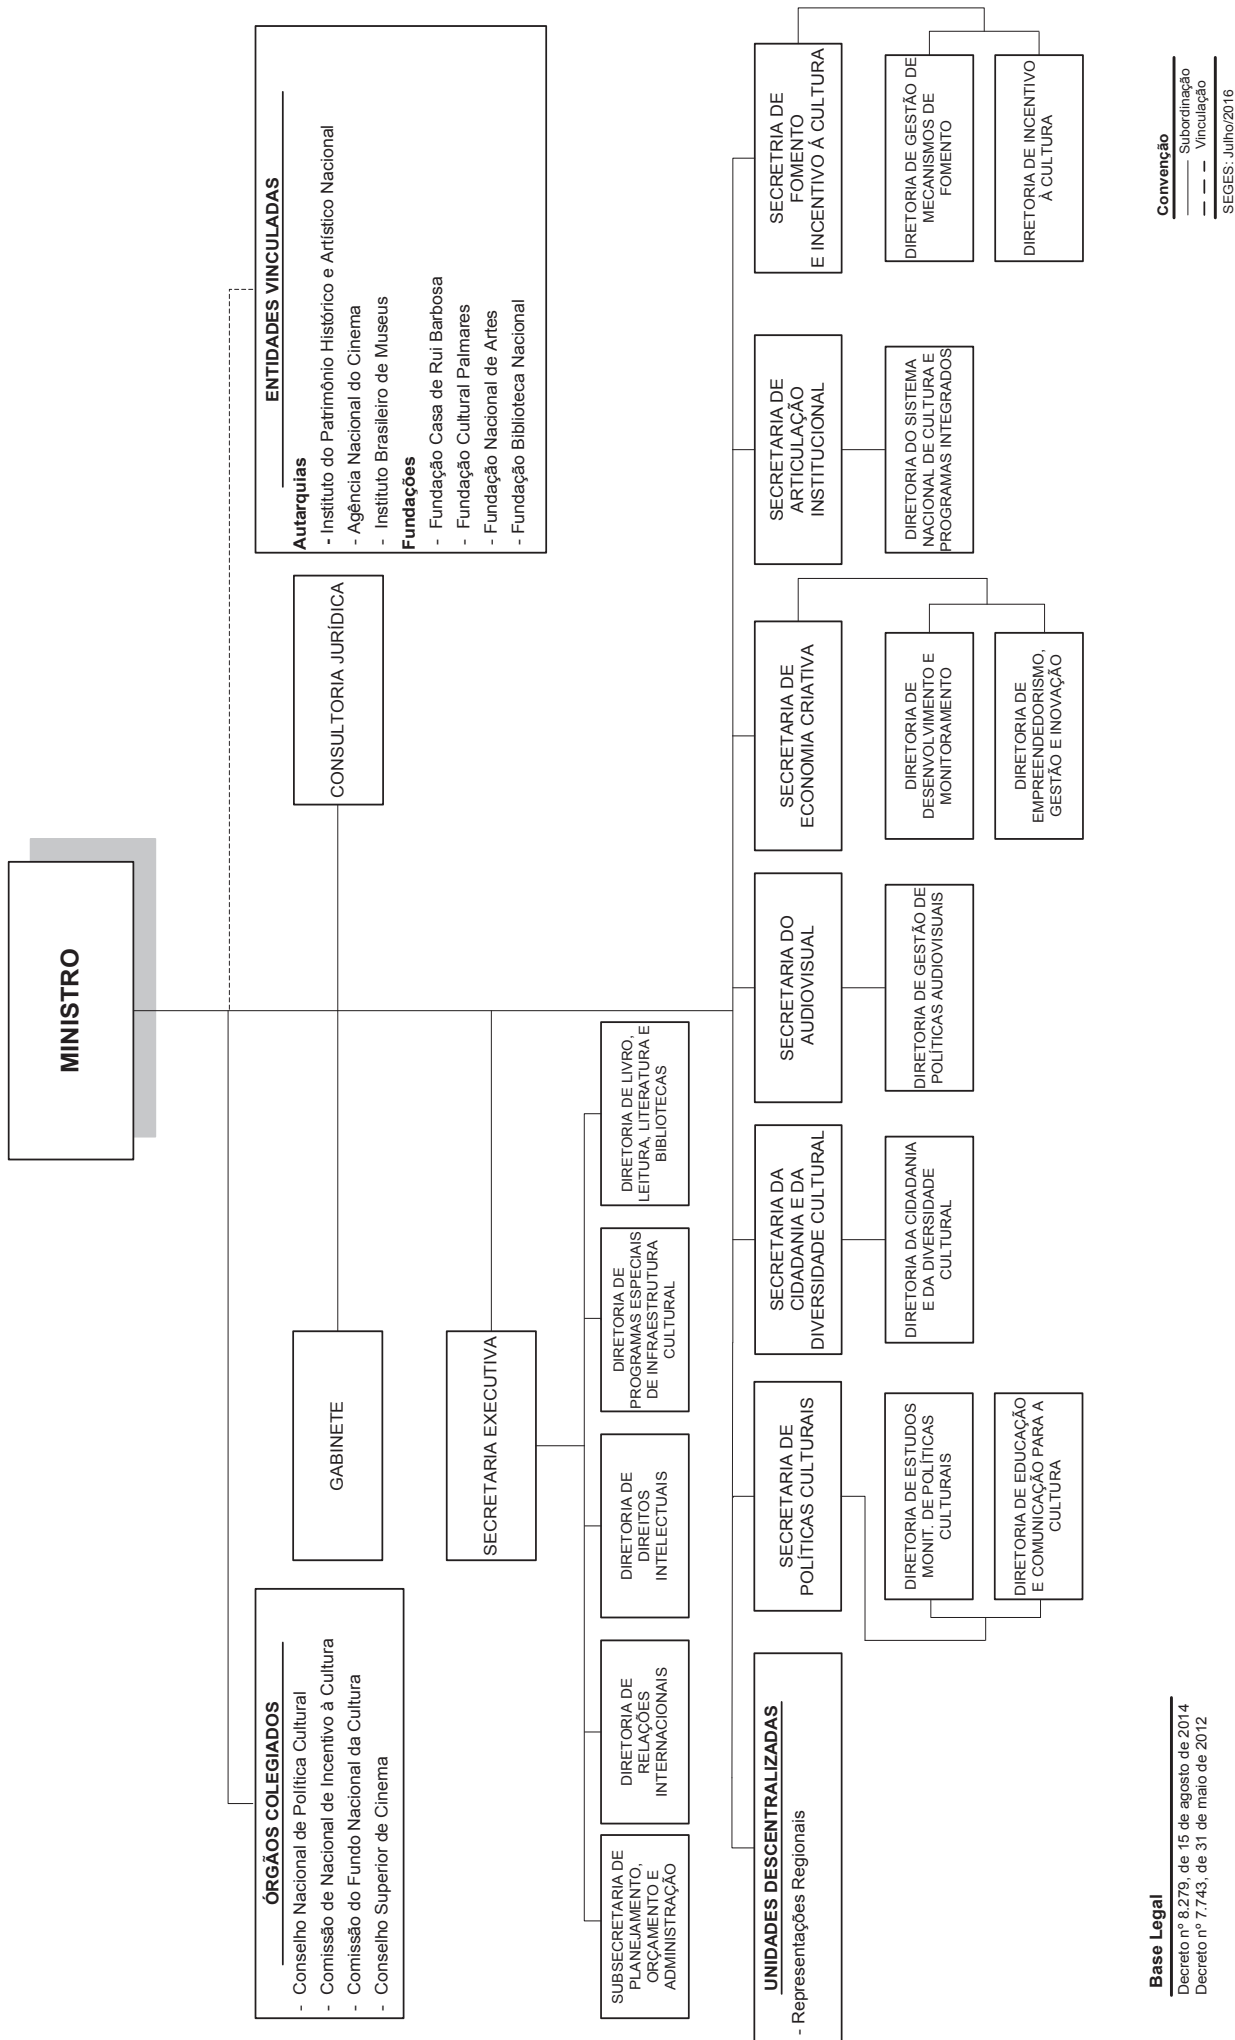 MINISTRO
ÓRGÃOS COLEGIADOS
- Conselho Nacional de Política Cultural
- Comissão de Nacional de Incentivo à Cultura
- Comissão do Fundo Nacional da Cultura
- Conselho Superior de Cinema
GABINETE
CONSULTORIA JURÍDICA
ENTIDADES VINCULADAS
Autarquias
- Instituto do Patrimônio Histórico e Artístico Nacional
- Agência Nacional do Cinema
- Instituto Brasileiro de Museus
Fundações
- Fundação Casa de Rui Barbosa
- Fundação Cultural Palmares
- Fundação Nacional de Artes
- Fundação Biblioteca Nacional
SECRETARIA EXECUTIVA
SUBSECRETARIA DE
PLANEJAMENTO,
ORÇAMENTO E
ADMINISTRAÇÃO
DIRETORIA DE
RELAÇÕES
INTERNACIONAIS
DIRETORIA DE
DIREITOS
INTELECTUAIS
DIRETORIA DE
PROGRAMAS ESPECIAIS
DE INFRAESTRUTURA
CULTURAL
DIRETORIA DE LIVRO,
LEITURA, LITERATURA E
BIBLIOTECAS
UNIDADES DESCENTRALIZADAS
- Representações Regionais
SECRETARIA DE
POLÍTICAS CULTURAIS
DIRETORIA DE ESTUDOS
MONIT. DE POLÍTICAS
CULTURAIS
DIRETORIA DE EDUCAÇÃO
E COMUNICAÇÃO PARA A
CULTURA
SECRETARIA DA
CIDADANIA E DA
DIVERSIDADE CULTURAL
DIRETORIA DA CIDADANIA
E DA DIVERSIDADE
CULTURAL
SECRETARIA DO
AUDIOVISUAL
DIRETORIA DE GESTÃO DE
POLÍTICAS AUDIOVISUAIS
SECRETARIA DE
ECONOMIA CRIATIVA
DIRETORIA DE
DESENVOLVIMENTO E
MONITORAMENTO
DIRETORIA DE
EMPREENDEDORISMO,
GESTÃO E INOVAÇÃO
SECRETARIA DE
ARTICULAÇÃO
INSTITUCIONAL
DIRETORIA DO SISTEMA
NACIONAL DE CULTURA E
PROGRAMAS INTEGRADOS
SECRETRIA DE
FOMENTO
E INCENTIVO Á CULTURA
DIRETORIA DE GESTÃO DE
MECANISMOS DE
FOMENTO
DIRETORIA DE INCENTIVO
À CULTURA
Base Legal
Decreto nº 8.279, de 15 de agosto de 2014
Decreto nº 7.743, de 31 de maio de 2012
Convenção
Subordinação
Vinculação
SEGES: Julho/2016